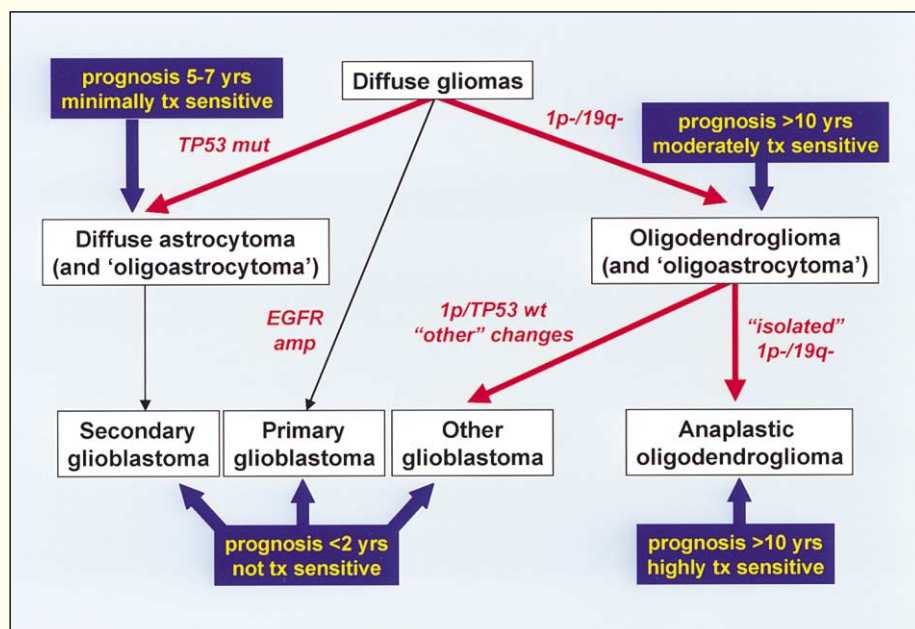 Diffuse gliomas
prognosis 5-7 yrs
minimally tx sensitive
TP53 mut
1p-/19q-
prognosis >10 yrs
moderately tx sensitive
Diffuse astrocytoma
(and ‘oligoastrocytoma’)
Oligodendroglioma
(and ‘oligoastrocytoma’)
EGFR
amp
1p/TP53 wt
“other” changes
“isolated”
1p-/19q-
Secondary
glioblastoma
Primary
glioblastoma
Other
glioblastoma
Anaplastic
oligodendroglioma
prognosis <2 yrs
not tx sensitive
prognosis >10 yrs
highly tx sensitive